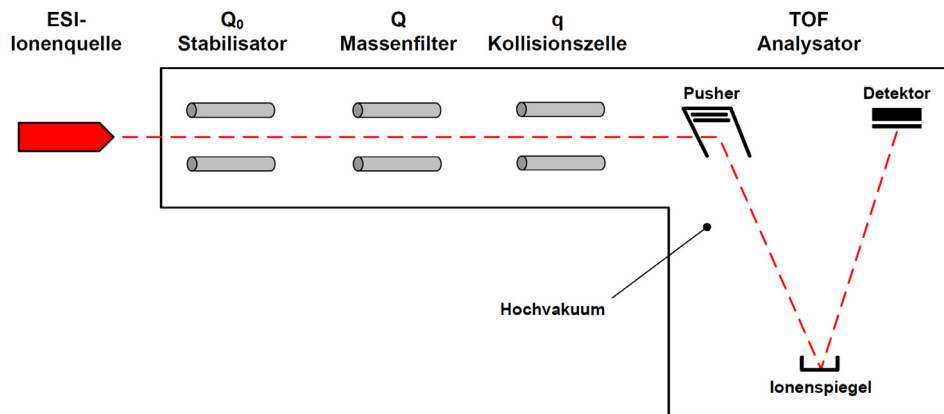 ESI-
Ionenquelle
Q₀
Stabilisator
Q
Massenfilter
q
Kollisionszelle
TOF
Analysator
Pusher
Detektor
Hochvakuum
Ionenspiegel